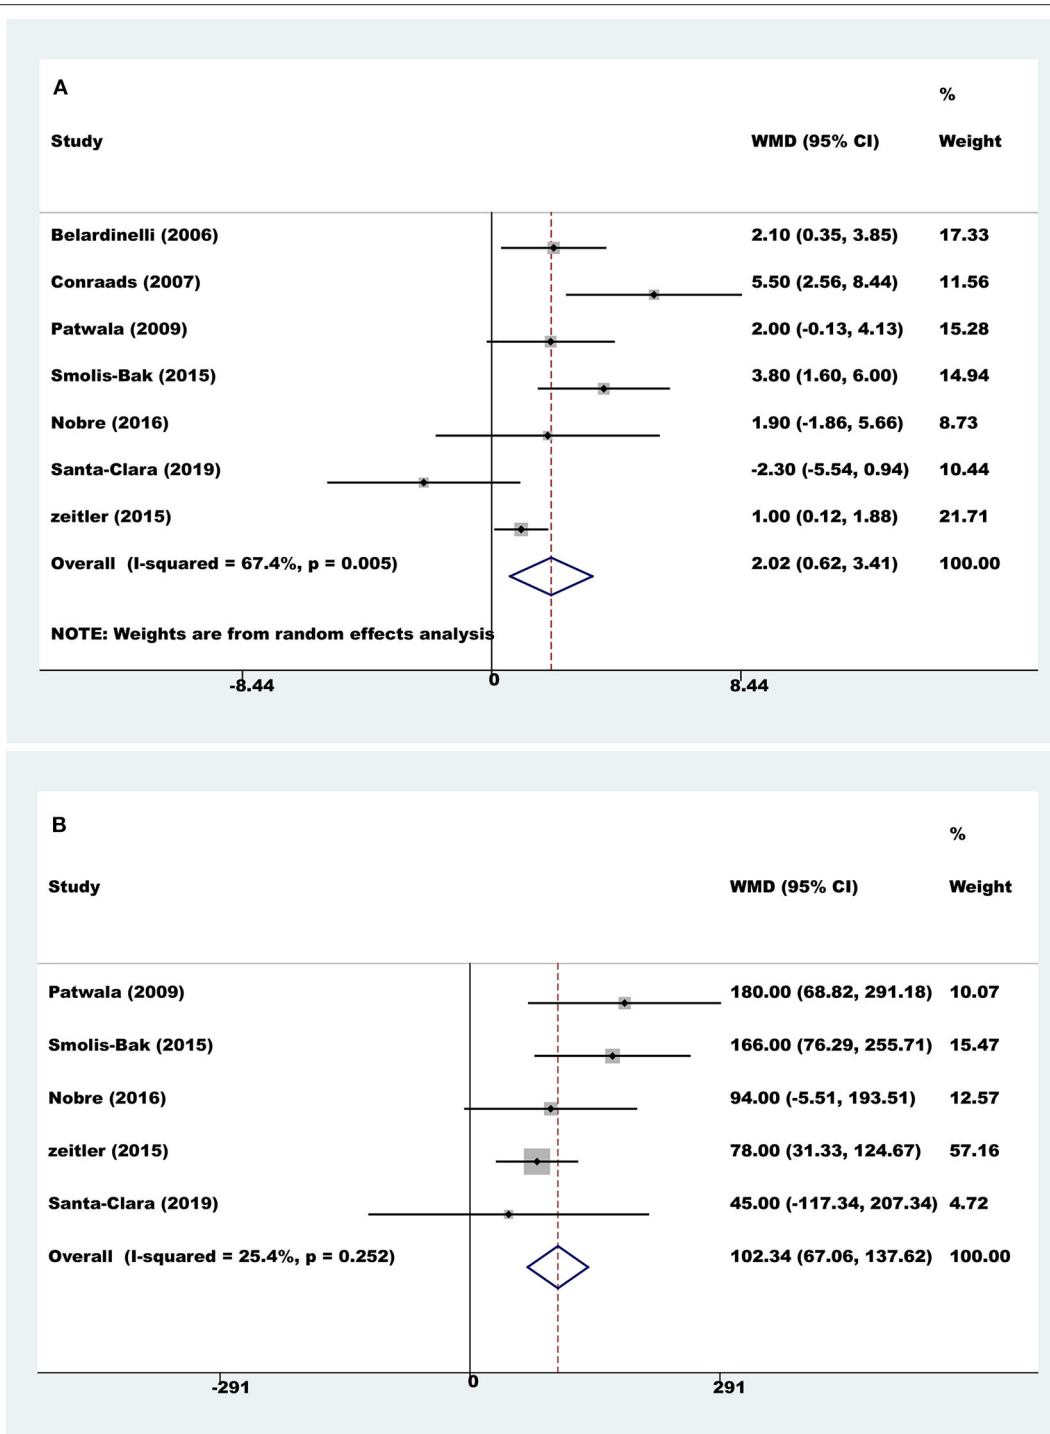 A
%
Study WMD (95% CI) Weight
Belardinelli (2006) 2.10 (0.35, 3.85) 17.33
Conraads (2007) 5.50 (2.56, 8.44) 11.56
Patwala (2009) 2.00 (-0.13, 4.13) 15.28
Smolis-Bak (2015) 3.80 (1.60, 6.00) 14.94
Nobre (2016) 1.90 (-1.86, 5.66) 8.73
Santa-Clara (2019) -2.30 (-5.54, 0.94) 10.44
zeitler (2015) 1.00 (0.12, 1.88) 21.71
Overall (I-squared = 67.4%, p = 0.005) 2.02 (0.62, 3.41) 100.00
NOTE: Weights are from random effects analysis
-8.44 0 8.44
B
%
Study WMD (95% CI) Weight
Patwala (2009) 180.00 (68.82, 291.18) 10.07
Smolis-Bak (2015) 166.00 (76.29, 255.71) 15.47
Nobre (2016) 94.00 (-5.51, 193.51) 12.57
zeitler (2015) 78.00 (31.33, 124.67) 57.16
Santa-Clara (2019) 45.00 (-117.34, 207.34) 4.72
Overall (I-squared = 25.4%, p = 0.252) 102.34 (67.06, 137.62) 100.00
-291 0 291